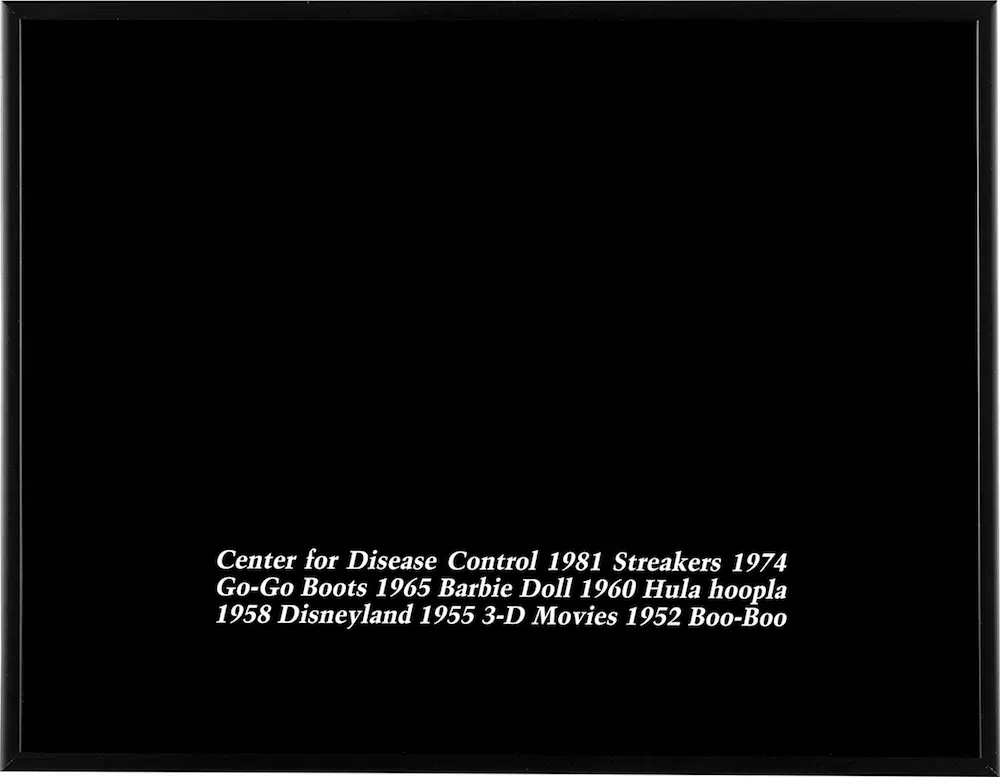 Center for Disease Control 1981 Streakers 1974
Go-Go Boots 1965 Barbie Doll 1960 Hula hoopla
1958 Disneyland 1955 3-D Movies 1952 Boo-Boo